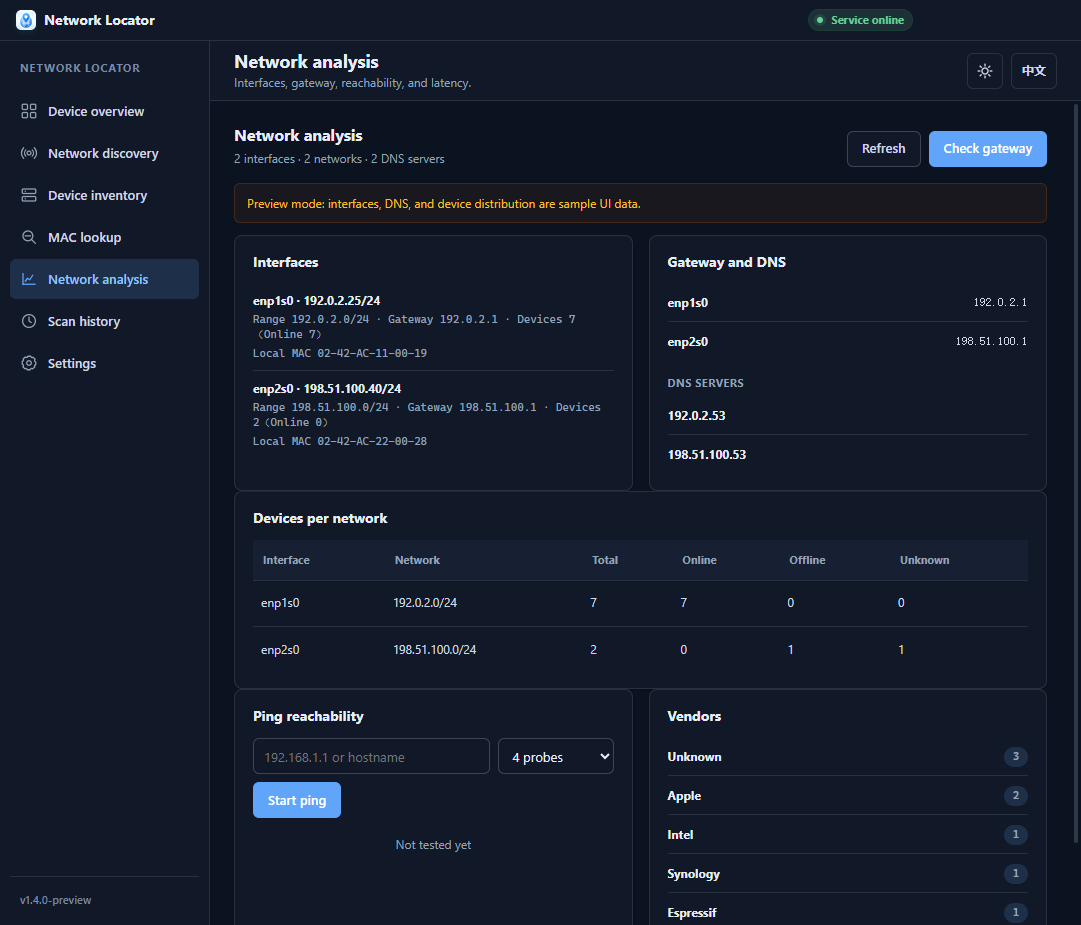 Network Locator
Service online
NETWORK LOCATOR
Device overview
Network discovery
Device inventory
MAC lookup
Network analysis
Scan history
Settings
v1.4.0-preview
Network analysis
Interfaces, gateway, reachability, and latency.
中文
Network analysis
2 interfaces · 2 networks · 2 DNS servers
Refresh
Check gateway
Preview mode: interfaces, DNS, and device distribution are sample UI data.
Interfaces
enp1s0 · 192.0.2.25/24
Range 192.0.2.0/24 · Gateway 192.0.2.1 · Devices 7
（Online 7）
Local MAC 02-42-AC-11-00-19
enp2s0 · 198.51.100.40/24
Range 198.51.100.0/24 · Gateway 198.51.100.1 · Devices
2（Online 0）
Local MAC 02-42-AC-22-00-28
Gateway and DNS
enp1s0 192.0.2.1
enp2s0 198.51.100.1
DNS SERVERS
192.0.2.53
198.51.100.53
Devices per network
Interface Network Total Online Offline Unknown
enp1s0 192.0.2.0/24 7 7 0 0
enp2s0 198.51.100.0/24 2 0 1 1
Ping reachability
192.168.1.1 or hostname
4 probes
Start ping
Not tested yet
Vendors
Unknown 3
Apple 2
Intel 1
Synology 1
Espressif 1